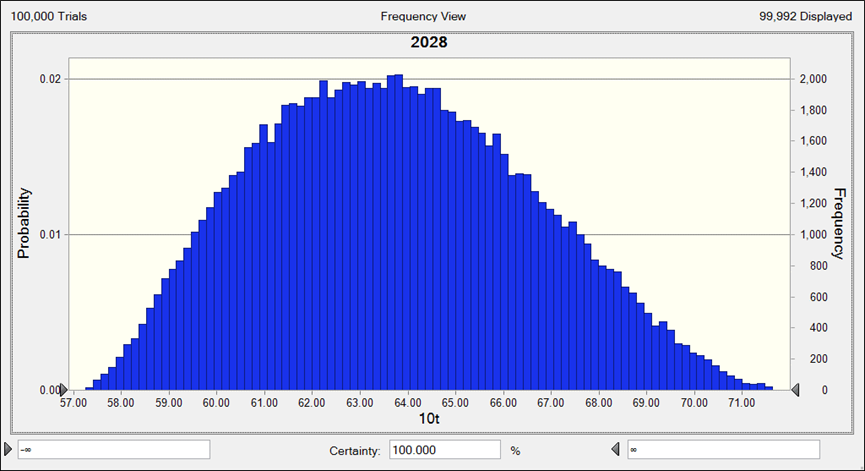 100,000 Trials Frequency View 99,992 Displayed
2028
Probability
0.02
0.01
0.00
2,000
1,800
1,600
1,400
1,200
1,000
800
600
400
200
0
Frequency
57.00 58.00 59.00 60.00 61.00 62.00 63.00 64.00 65.00 66.00 67.00 68.00 69.00 70.00 71.00
10t
-∞ Certainty: 100.000 % ∞